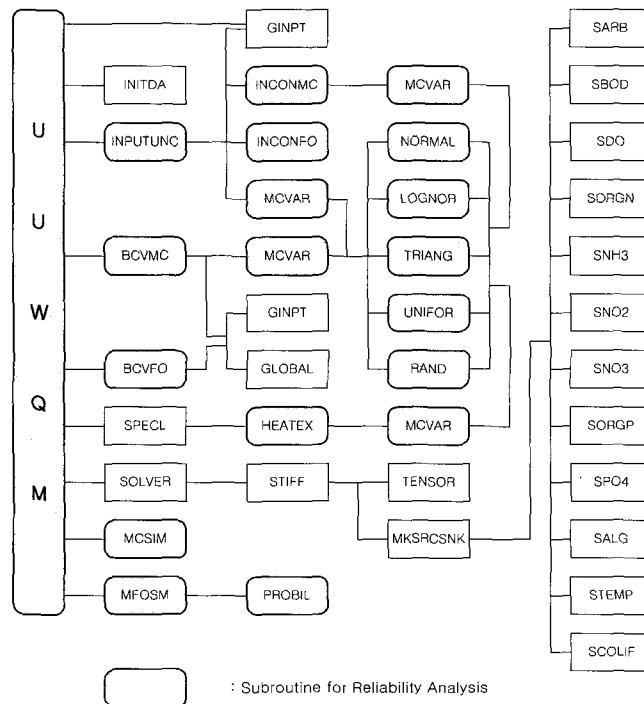 U
U
W
Q
M
GINPT
INITDA
INCONMC
MCVAR
INPUTUNC
INCONFO
NORMAL
MCVAR
LOGNOR
BCVMC
MCVAR
TRIANG
GINPT
UNIFOR
BCVFO
GLOBAL
RAND
SPECL
HEATEX
MCVAR
SOLVER
STIFF
TENSOR
MCSIM
MKSRCSNK
MFOSM
PROBIL
SARB
SBOD
SDO
SORGN
SNH3
SNO2
SNO3
SORGP
SPO4
SALG
STEMP
SCOLIF
: Subroutine for Reliability Analysis